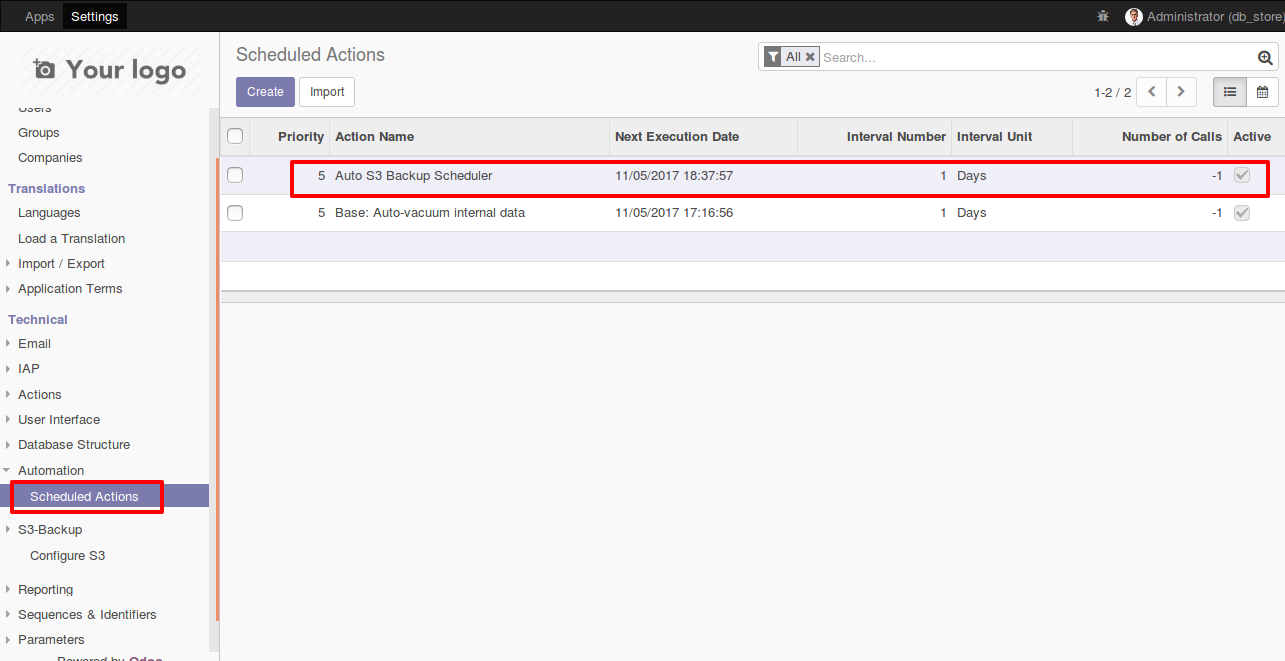 Apps Settings Administrator (db_store)
Your logo
Users
Groups
Companies
Translations
Languages
Load a Translation
Import / Export
Application Terms
Technical
Email
IAP
Actions
User Interface
Database Structure
Automation
Scheduled Actions
S3-Backup
Configure S3
Reporting
Sequences & Identifiers
Parameters
Powered by Odoo
Scheduled Actions
All Search...
Create Import
1-2 / 2
Priority Action Name Next Execution Date Interval Number Interval Unit Number of Calls Active
5 Auto S3 Backup Scheduler 11/05/2017 18:37:57 1 Days -1
5 Base: Auto-vacuum internal data 11/05/2017 17:16:56 1 Days -1